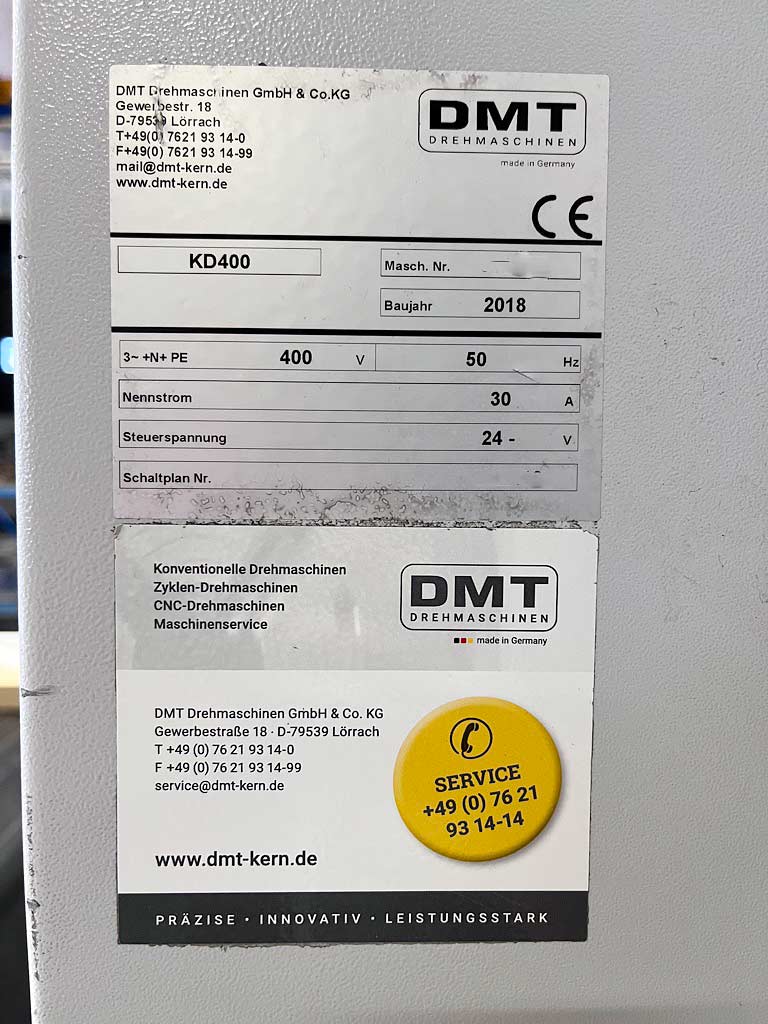 DMT Drehmaschinen GmbH & Co.KG
Gewerbestr. 18
D-79539 Lörrach
T+49(0) 7621 93 14-0
F+49(0) 7621 93 14-99
mail@dmt-kern.de
www.dmt-kern.de
DMT
DREHMASCHINEN
made in Germany
CE
KD400
Masch. Nr.
Baujahr 2018
3~ +N+ PE 400 V 50 Hz
Nennstrom 30 A
Steuerspannung 24 - V
Schaltplan Nr.
Konventionelle Drehmaschinen
Zyklen-Drehmaschinen
CNC-Drehmaschinen
Maschinenservice
DMT
DREHMASCHINEN
made in Germany
DMT Drehmaschinen GmbH & Co. KG
Gewerbestraße 18 · D-79539 Lörrach
T +49 (0) 76 21 93 14-0
F +49 (0) 76 21 93 14-99
service@dmt-kern.de
www.dmt-kern.de
SERVICE
+49 (0) 76 21
93 14-14
PRÄZISE · INNOVATIV · LEISTUNGSSTARK